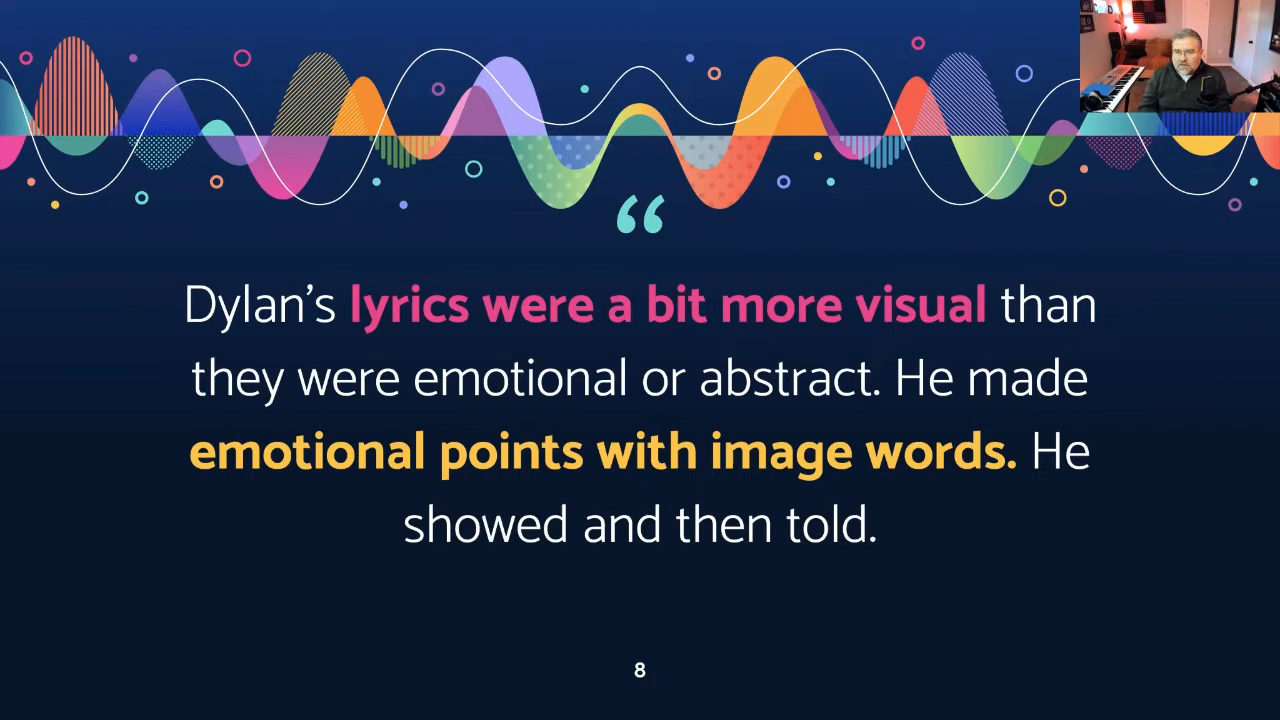 “
Dylan’s lyrics were a bit more visual than
they were emotional or abstract. He made
emotional points with image words. He
showed and then told.
8